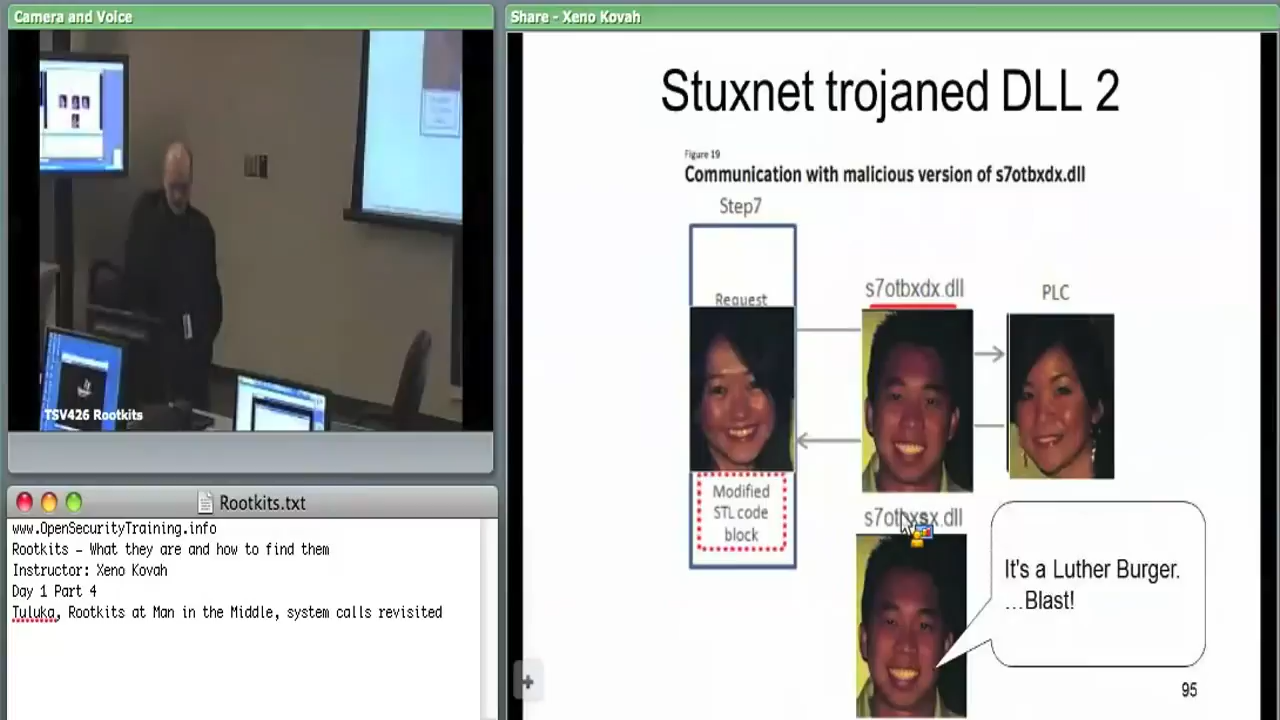 Camera and Voice
TSV426 Rootkits
Rootkits.txt
www.OpenSecurityTraining.info
Rootkits – What they are and how to find them
Instructor: Xeno Kovah
Day 1 Part 4
Tuluka, Rootkits at Man in the Middle, system calls revisited
Share - Xeno Kovah
Stuxnet trojaned DLL 2
Figure 19
Communication with malicious version of s7otbxdx.dll
Step7
Request
s7otbxdx.dll
PLC
Modified
STL code
block
s7otbxsx.dll
It's a Luther Burger.
...Blast!
95